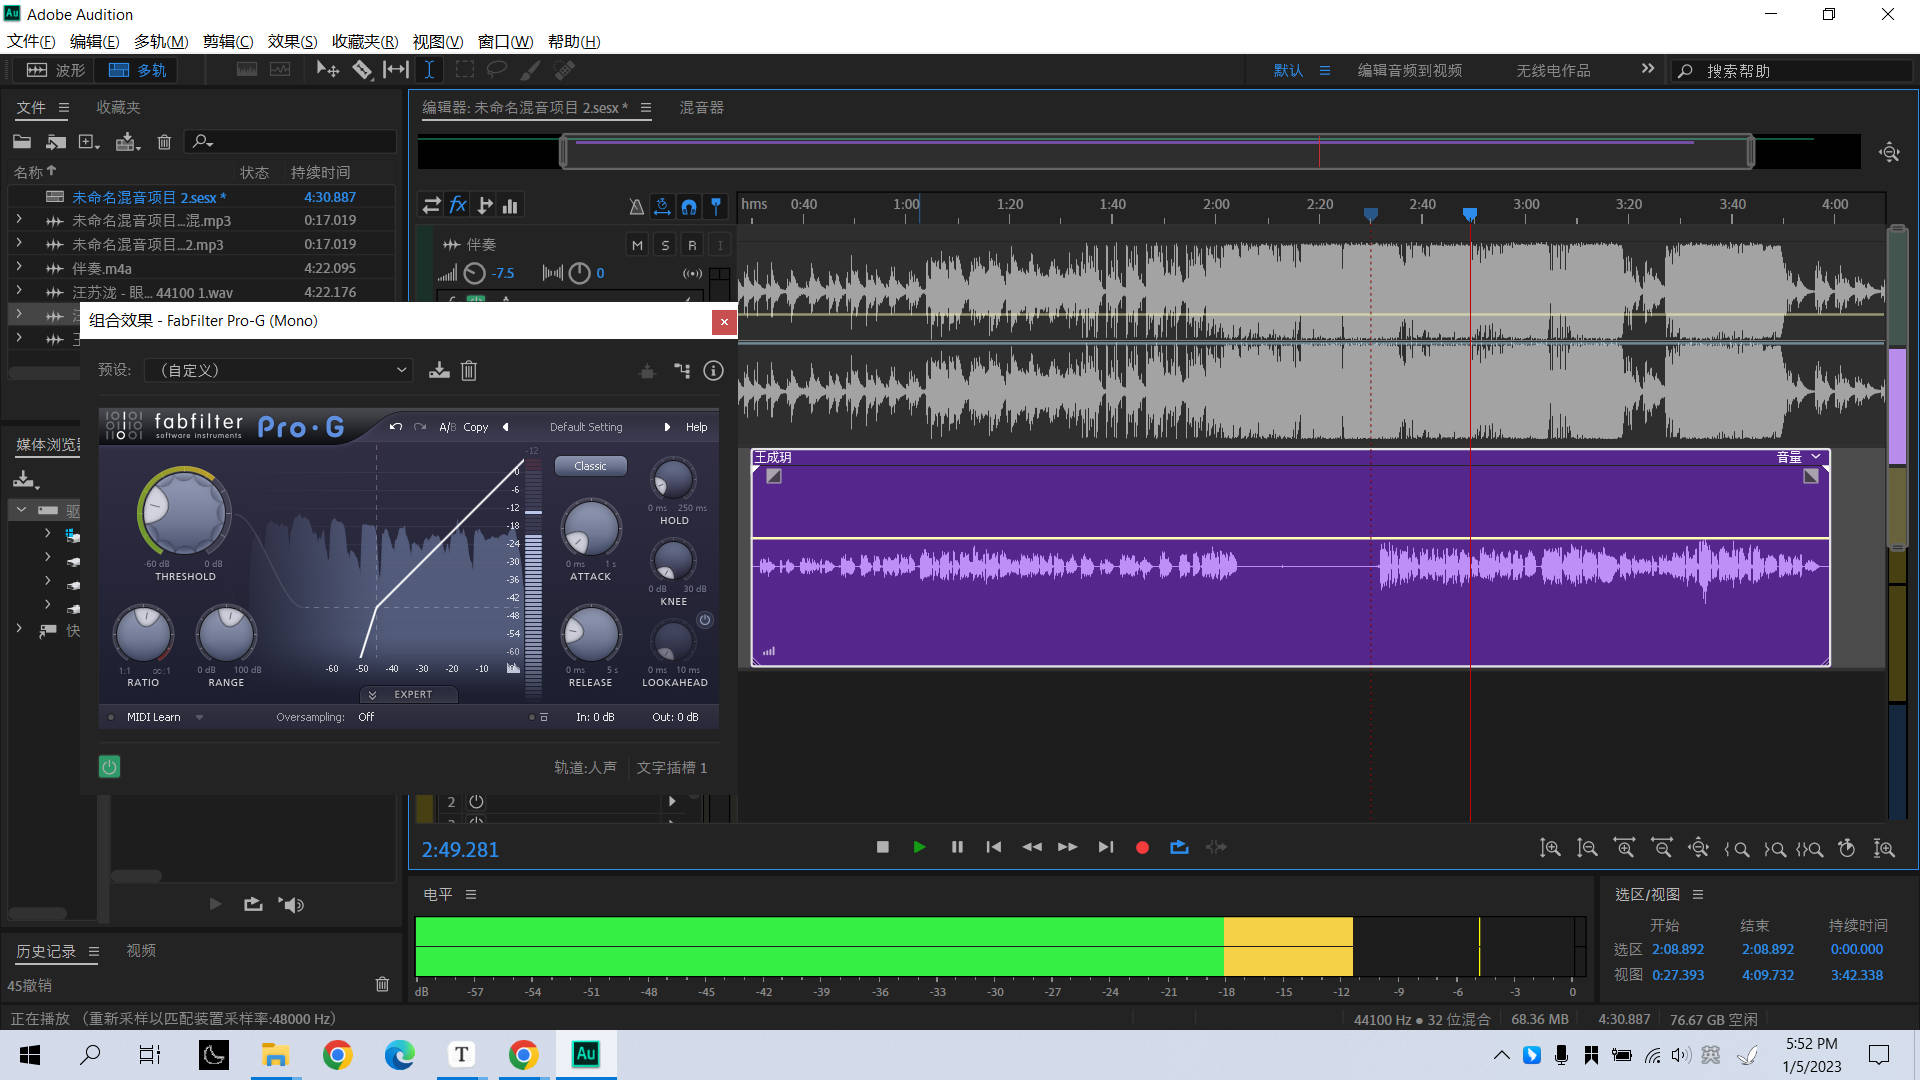 Adobe Audition
文件(F) 编辑(E) 多轨(M) 剪辑(C) 效果(S) 收藏夹(R) 视图(V) 窗口(W) 帮助(H)
波形 多轨 默认 编辑音频到视频 无线电作品 搜索帮助
文件 收藏夹
名称 状态 持续时间
未命名混音项目 2.sesx * 4:30.887
未命名混音项目...混.mp3 0:17.019
未命名混音项目...2.mp3 0:17.019
伴奏.m4a 4:22.095
汪苏泷 - 眼... 44100 1.wav 4:22.176
编辑器: 未命名混音项目 2.sesx * 混音器
hms 0:40 1:00 1:20 1:40 2:00 2:20 2:40 3:00 3:20 3:40 4:00
伴奏 M S R I
-7.5 0
王成玥 音量
组合效果 - FabFilter Pro-G (Mono)
预设: （自定义）
fabfilter
software instruments
Pro·G
A/B Copy Default Setting Help
-12
0
-6
-12
-18
-24
-30
-36
-42
-48
-54
-60
-60 -50 -40 -30 -20 -10
-60 dB 0 dB
THRESHOLD
1:1 ∞:1
RATIO
0 dB 100 dB
RANGE
Classic
0 ms 1 s
ATTACK
0 ms 5 s
RELEASE
0 ms 250 ms
HOLD
0 dB 30 dB
KNEE
0 ms 10 ms
LOOKAHEAD
EXPERT
MIDI Learn Oversampling: Off In: 0 dB Out: 0 dB
轨道:人声 文字插槽 1
媒体浏览器
驱
快
2
2:49.281
电平
dB -57 -54 -51 -48 -45 -42 -39 -36 -33 -30 -27 -24 -21 -18 -15 -12 -9 -6 -3 0
选区/视图
开始 结束 持续时间
选区 2:08.892 2:08.892 0:00.000
视图 0:27.393 4:09.732 3:42.338
历史记录 视频
45撤销
正在播放 （重新采样以匹配装置采样率:48000 Hz）
44100 Hz ● 32 位混合 68.36 MB 4:30.887 76.67 GB 空闲
T
Au
英
5:52 PM
1/5/2023